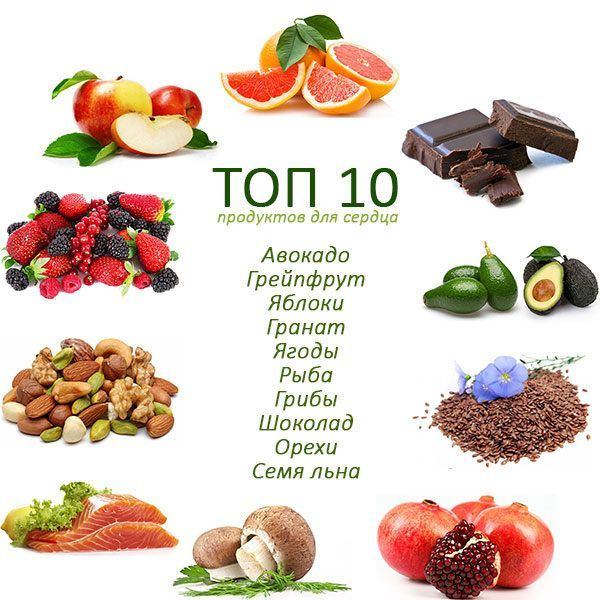 ТОП 10
продуктов для сердца
Авокадо
Грейпфрут
Яблоки
Гранат
Ягоды
Рыба
Грибы
Шоколад
Орехи
Семя льна